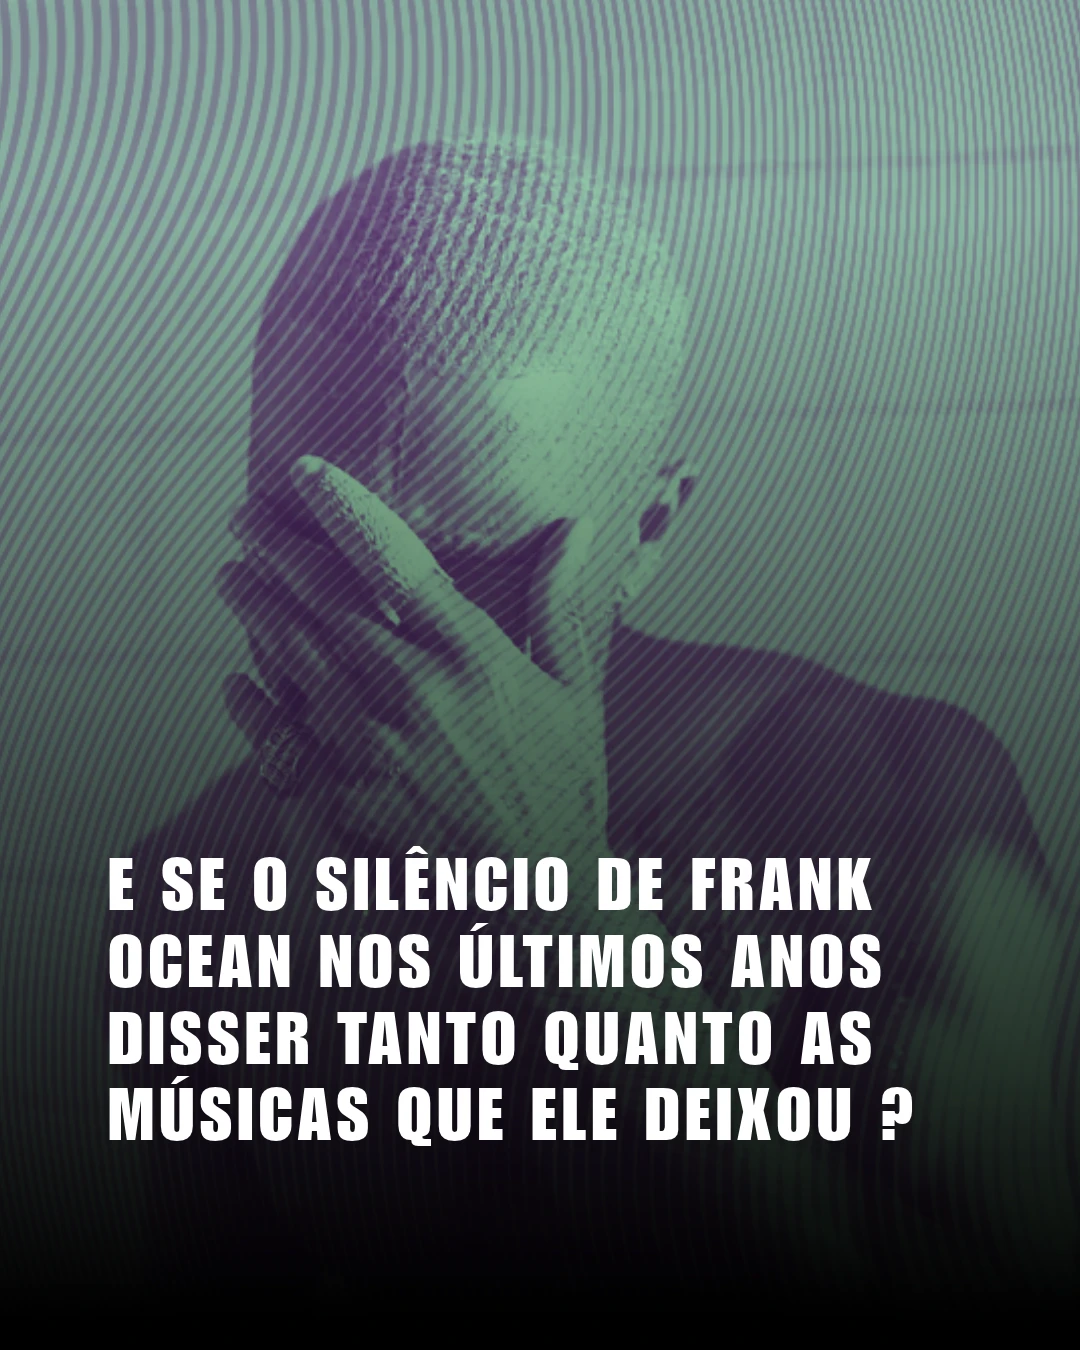 E SE O SILÊNCIO DE FRANK
OCEAN NOS ÚLTIMOS ANOS
DISSER TANTO QUANTO AS
MÚSICAS QUE ELE DEIXOU ?